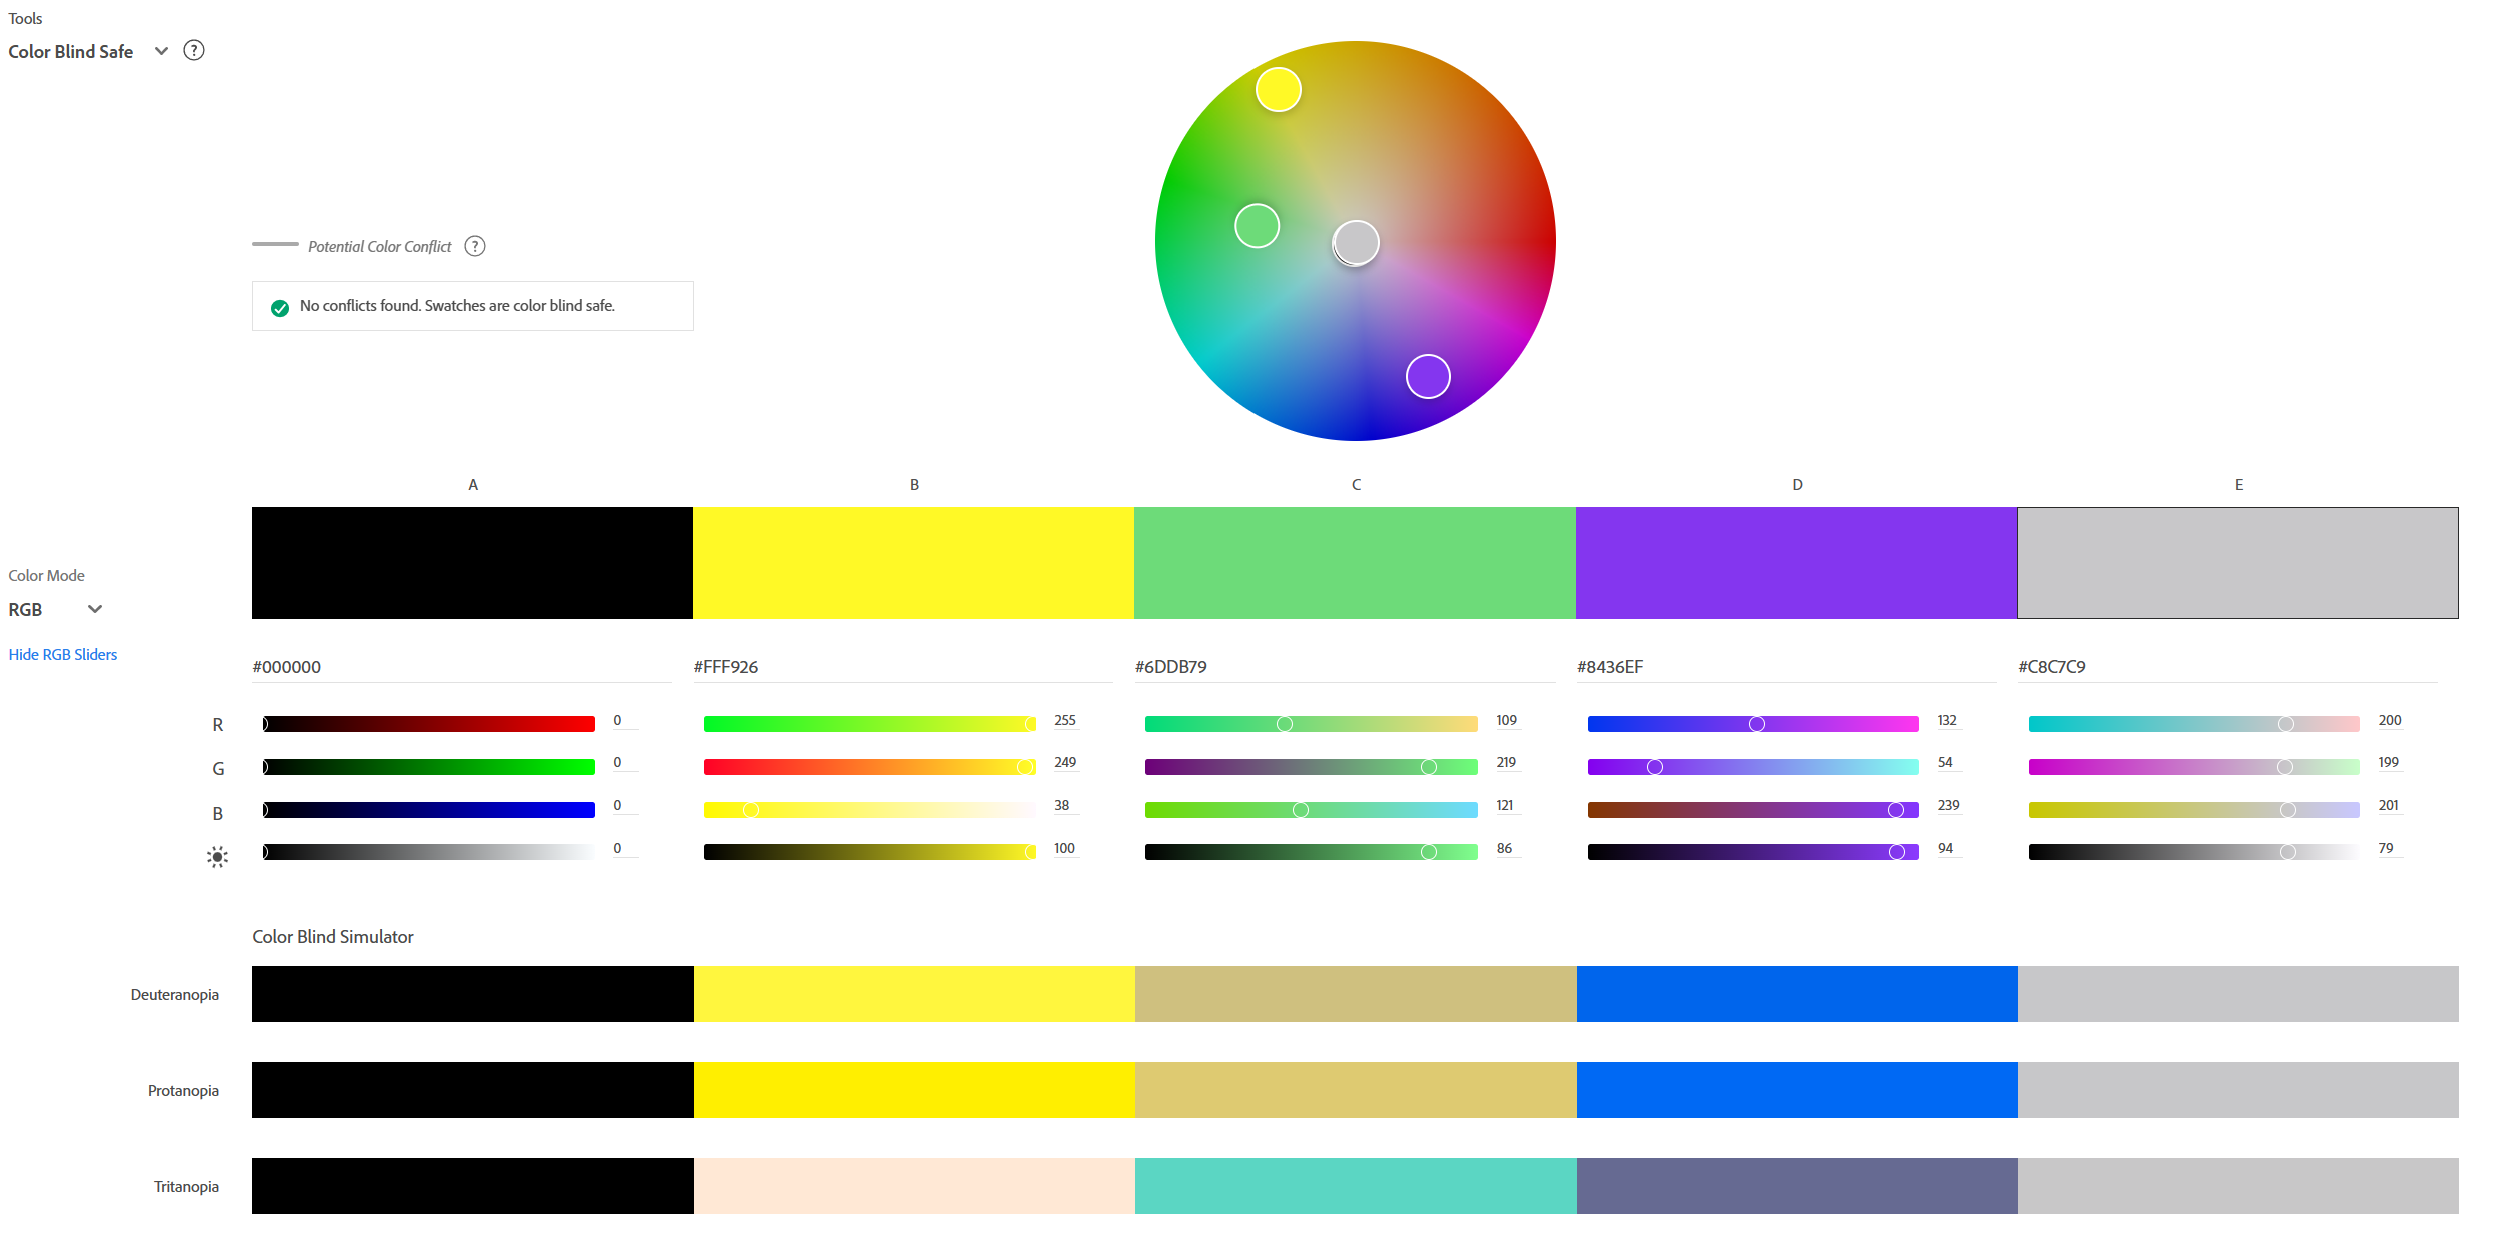 Tools
Color Blind Safe
?
Potential Color Conflict ?
No conflicts found. Swatches are color blind safe.
A B C D E
Color Mode
RGB
Hide RGB Sliders
#000000 #FFF926 #6DDB79 #8436EF #C8C7C9
R 0 255 109 132 200
G 0 249 219 54 199
B 0 38 121 239 201
0 100 86 94 79
Color Blind Simulator
Deuteranopia
Protanopia
Tritanopia